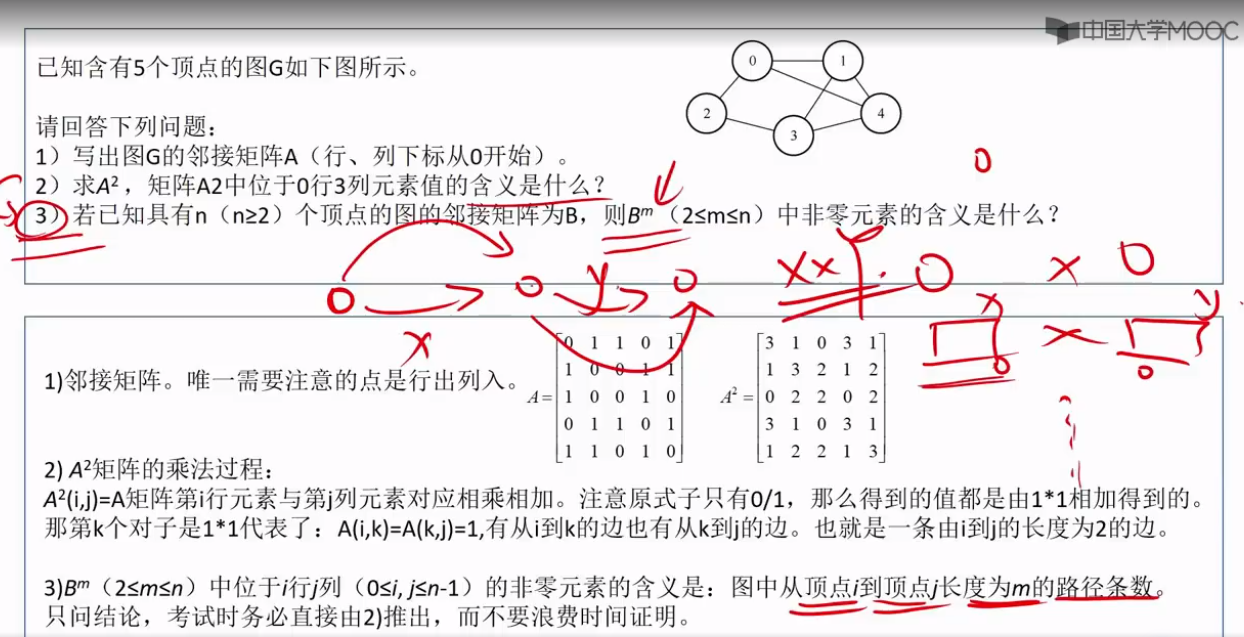 中国大学MOOC
已知含有5个顶点的图G如下图所示。
0 1
2 3 4
请回答下列问题：
1）写出图G的邻接矩阵A（行、列下标从0开始）。
2）求A²，矩阵A2中位于0行3列元素值的含义是什么？
3）若已知具有n（n≥2）个顶点的图的邻接矩阵为B，则Bᵐ（2≤m≤n）中非零元素的含义是什么？
1)邻接矩阵。唯一需要注意的点是行出列入。
A=
0 1 1 0 1
1 0 0 1 1
1 0 0 1 0
0 1 1 0 1
1 1 0 1 0
A²=
3 1 0 3 1
1 3 2 1 2
0 2 2 0 2
3 1 0 3 1
1 2 2 1 3
x
y
x
y
2) A²矩阵的乘法过程：
A²(i,j)=A矩阵第i行元素与第j列元素对应相乘相加。注意原式子只有0/1，那么得到的值都是由1*1相加得到的。
那第k个对子是1*1代表了：A(i,k)=A(k,j)=1,有从i到k的边也有从k到j的边。也就是一条由i到j的长度为2的边。
3)Bᵐ（2≤m≤n）中位于i行j列（0≤i, j≤n-1）的非零元素的含义是：图中从顶点i到顶点j长度为m的路径条数。
只问结论，考试时务必直接由2)推出，而不要浪费时间证明。